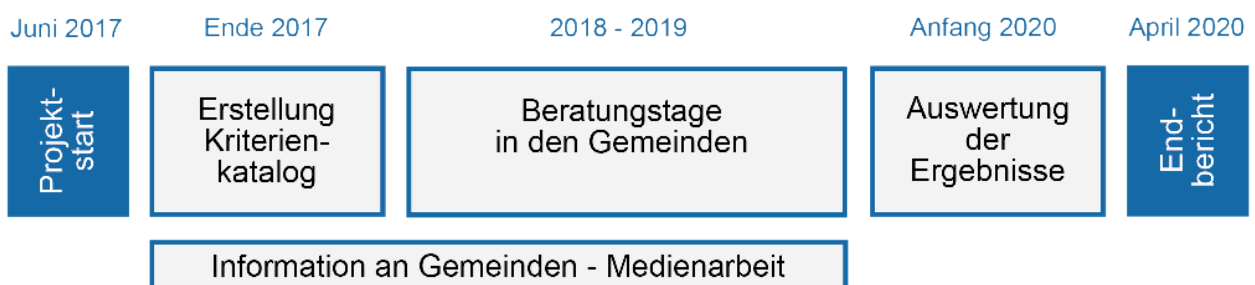 Juni 2017
Ende 2017
2018 - 2019
Anfang 2020
April 2020
Projekt-
start
Erstellung
Kriterien-
katalog
Beratungstage
in den Gemeinden
Auswertung
der
Ergebnisse
End-
bericht
Information an Gemeinden - Medienarbeit